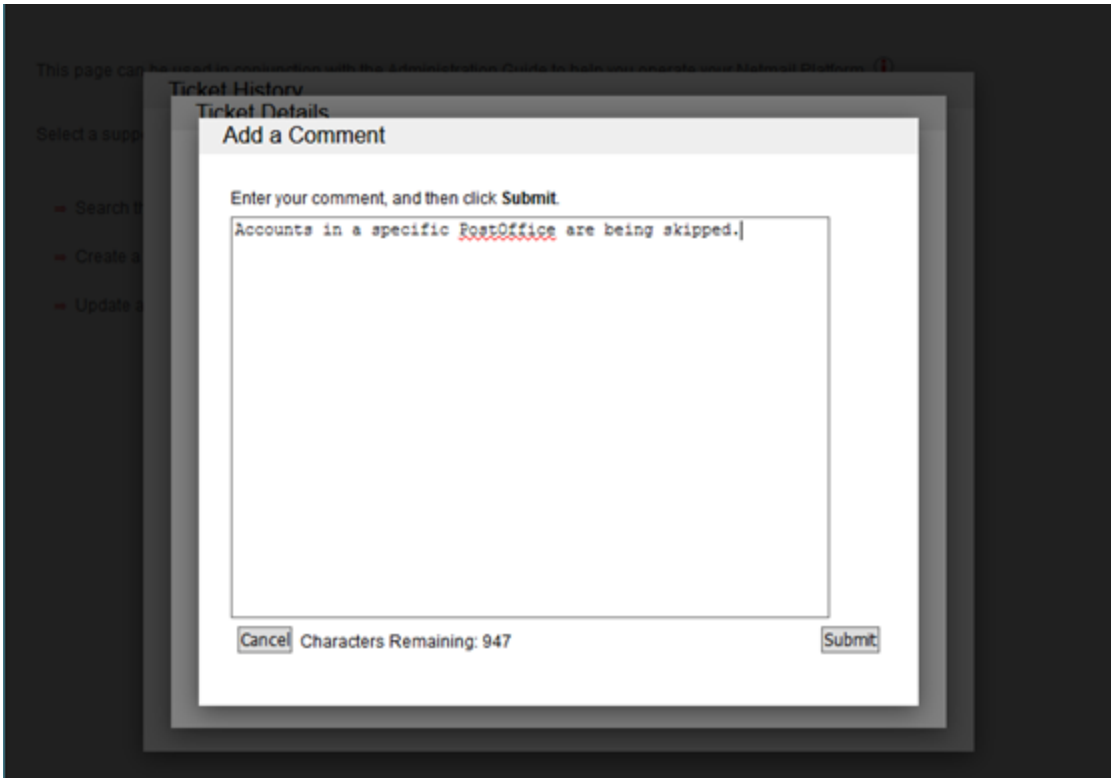 This page can be used in conjunction with the Administration Guide to help you operate your Netmail Platform.
Ticket History
Ticket Details
Add a Comment
Select a supp
Enter your comment, and then click Submit.
Search t
Accounts in a specific PostOffice are being skipped.
Create a
Update a
Cancel Characters Remaining: 947 Submit